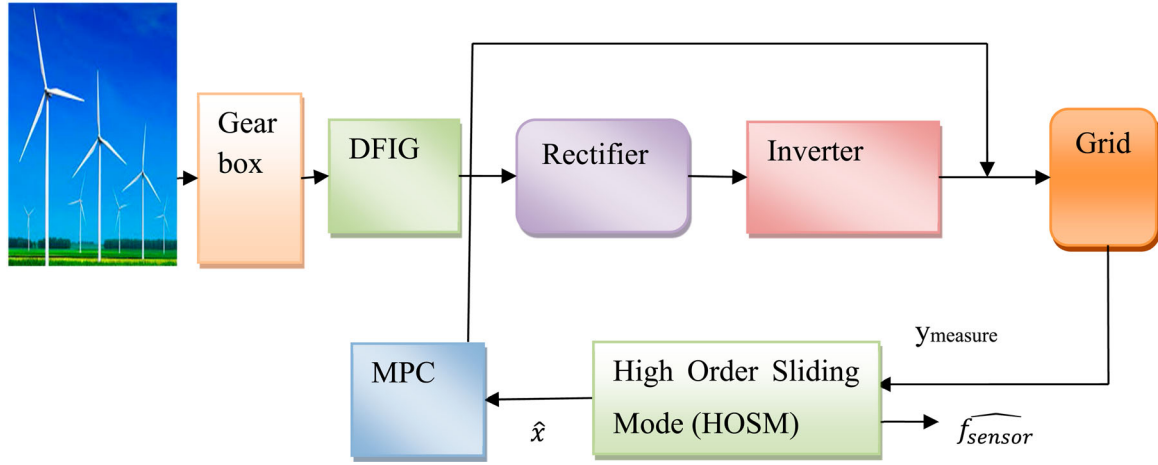 Gear
box
DFIG
Rectifier
Inverter
Grid
MPC
High Order Sliding
Mode (HOSM)
ymeasure
x̂
f̂sensor